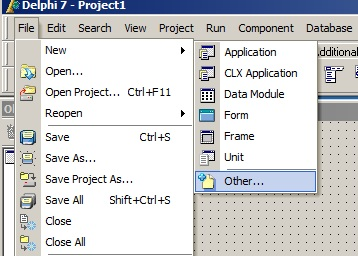 Delphi 7 - Project1
File Edit Search View Project Run Component Database
New
Open...
Open Project... Ctrl+F11
Reopen
Save Ctrl+S
Save As...
Save Project As...
Save All Shift+Ctrl+S
Close
Close All
Application
CLX Application
Data Module
Form
Frame
Unit
Other...